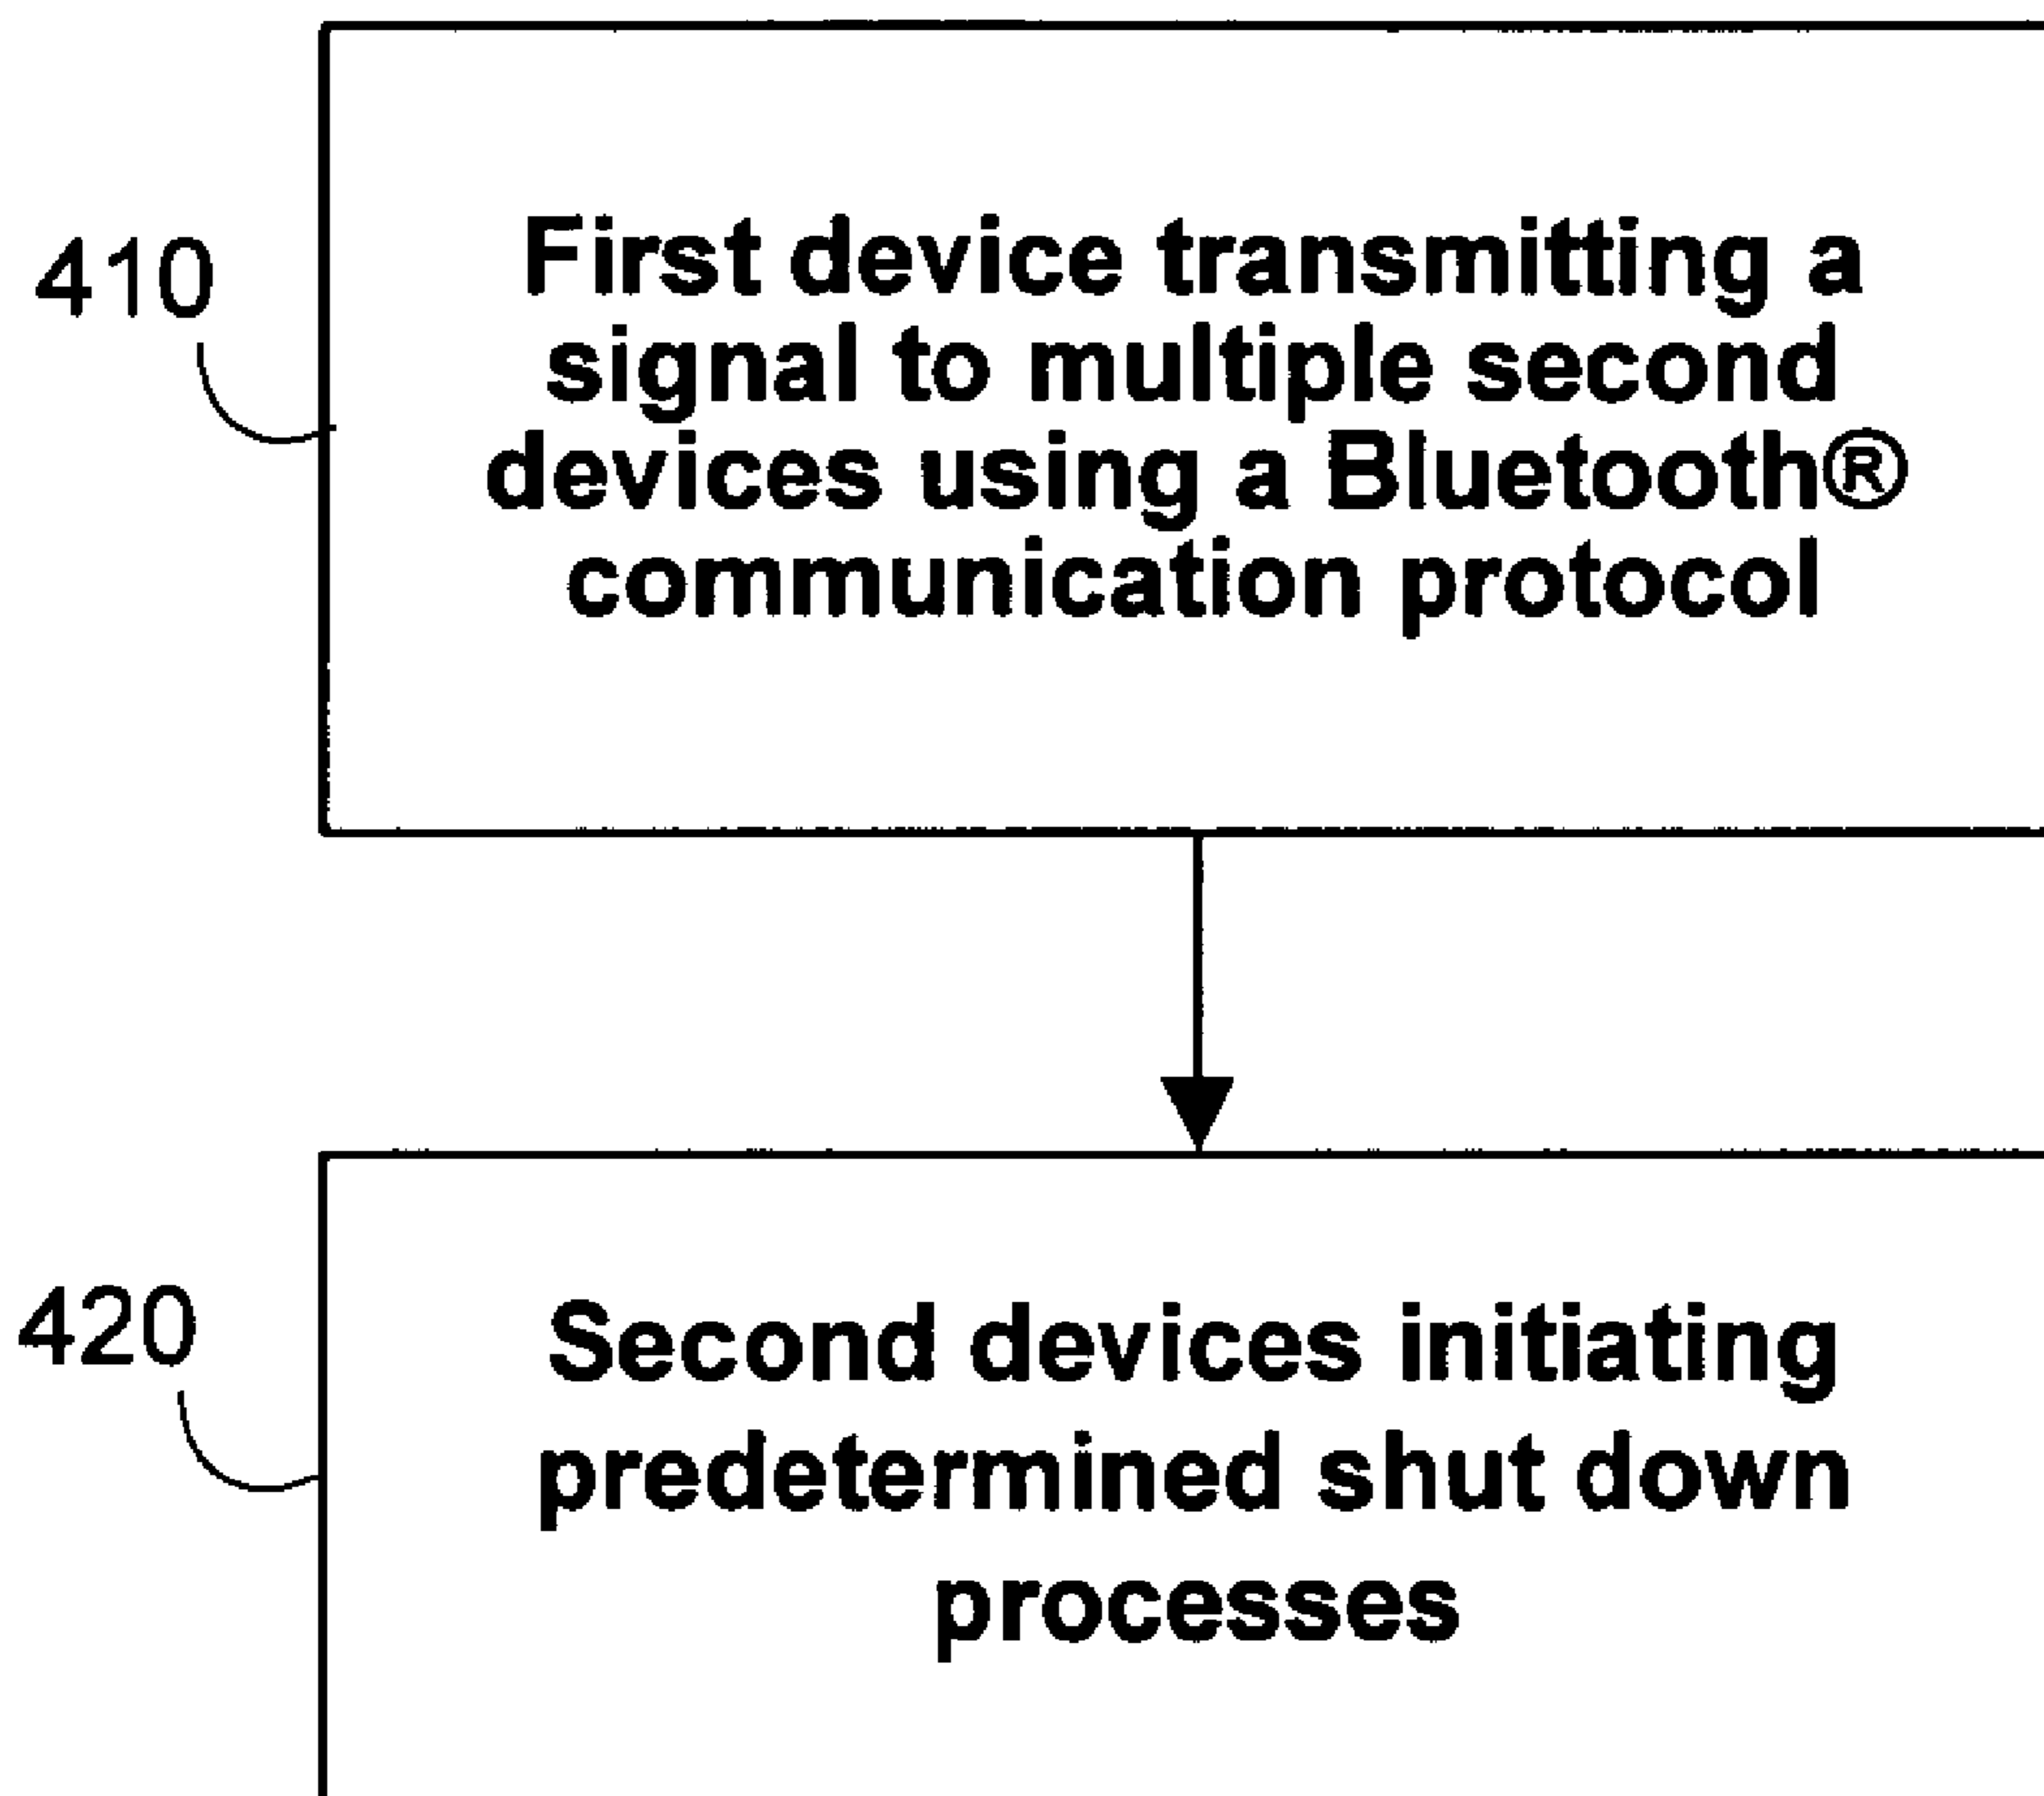 410
First device transmitting a
signal to multiple second
devices using a Bluetooth®
communication protocol
420
Second devices initiating
predetermined shut down
processes